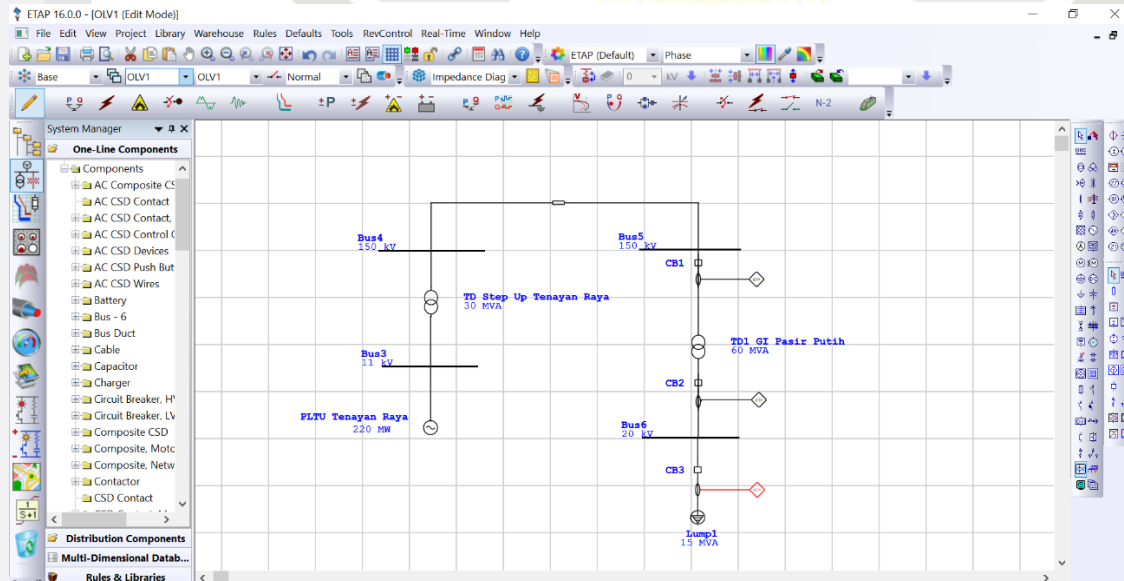 ETAP 16.0.0 - [OLV1 (Edit Mode)]
File Edit View Project Library Warehouse Rules Defaults Tools RevControl Real-Time Window Help
ETAP (Default) Phase
Base OLV1 OLV1 Normal Impedance Diag 0 kV
N-2
System Manager
One-Line Components
Components
AC Composite CS
AC CSD Contact
AC CSD Contact,
AC CSD Control (
AC CSD Devices
AC CSD Push But
AC CSD Wires
Battery
Bus - 6
Bus Duct
Cable
Capacitor
Charger
Circuit Breaker, H
Circuit Breaker, LV
Composite CSD
Composite, Motc
Composite, Netw
Contactor
CSD Contact
Distribution Components
Multi-Dimensional Datab...
Rules & Libraries
S+1
Bus4
150 kV
TD Step Up Tenayan Raya
30 MVA
Bus3
11 kV
PLTU Tenayan Raya
220 MW
Bus5
150 kV
CB1
TD1 GI Pasir Putih
60 MVA
CB2
Bus6
20 kV
CB3
Lump1
15 MVA